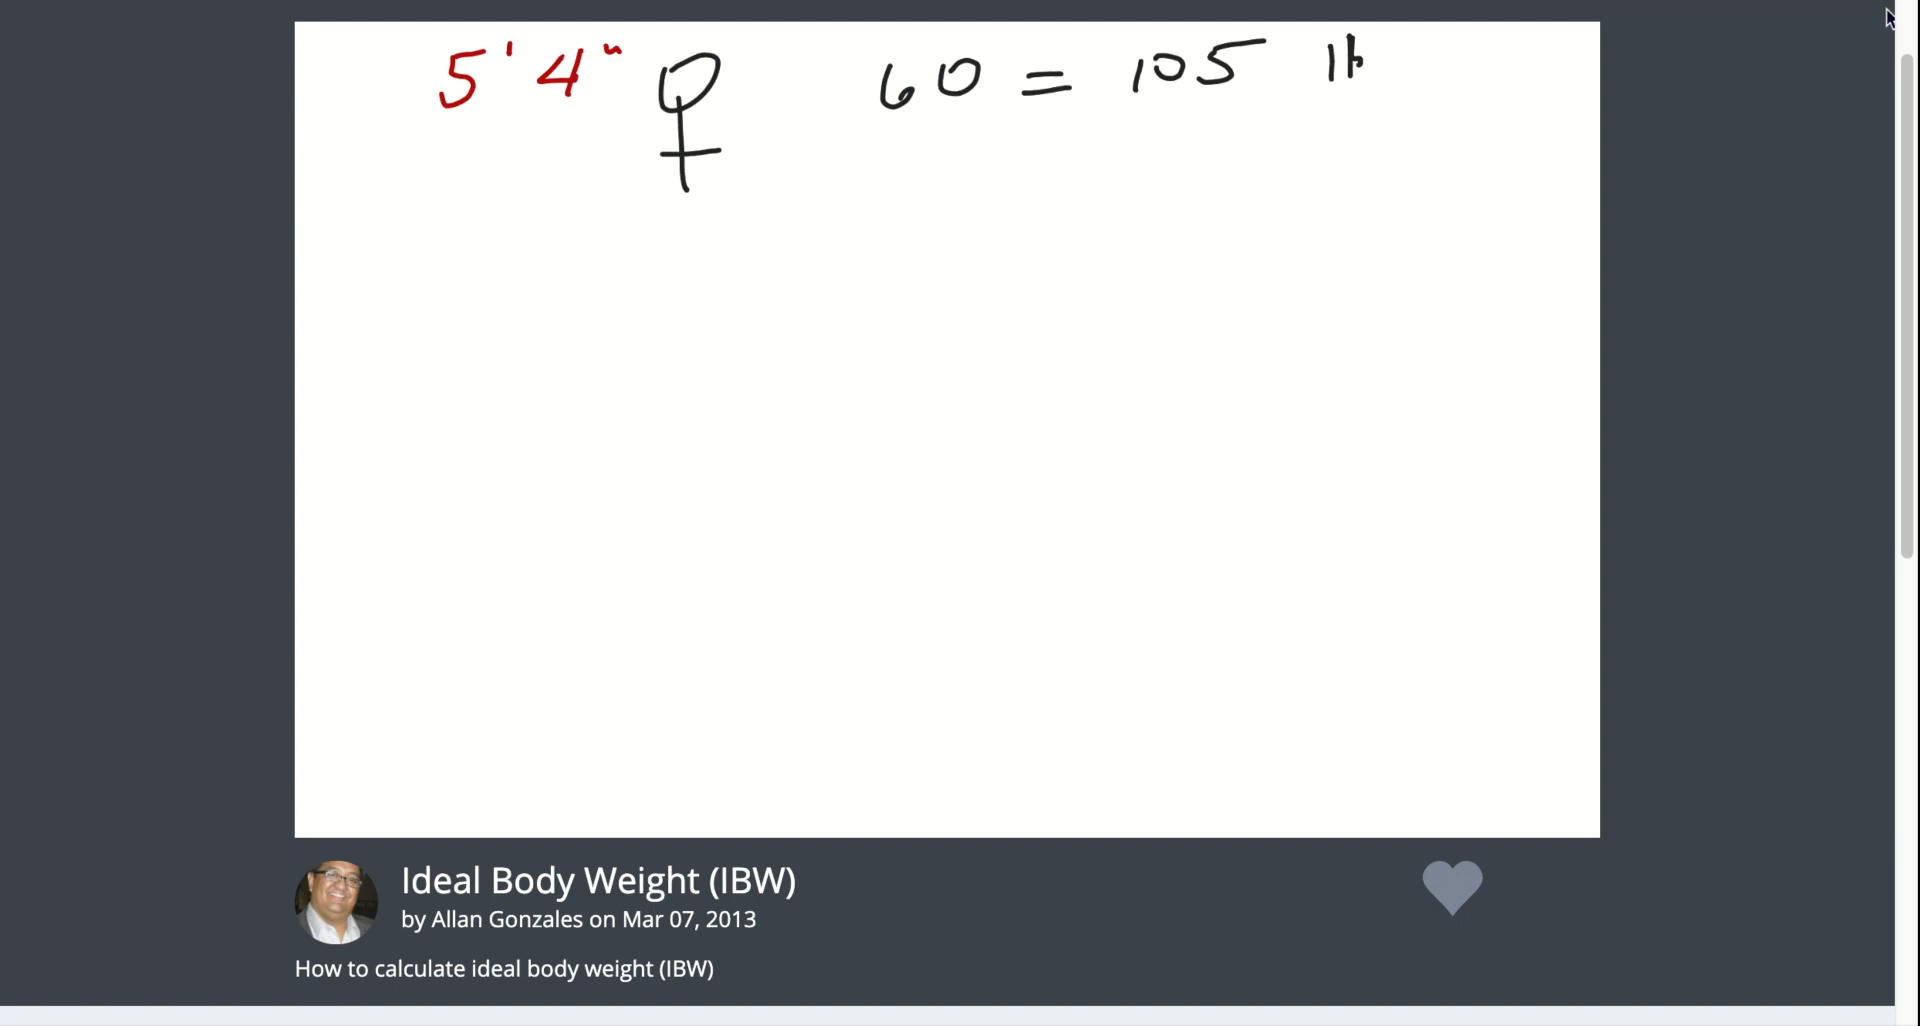 5'4" ♀ 60 = 105 lb
Ideal Body Weight (IBW)
by Allan Gonzales on Mar 07, 2013
How to calculate ideal body weight (IBW)